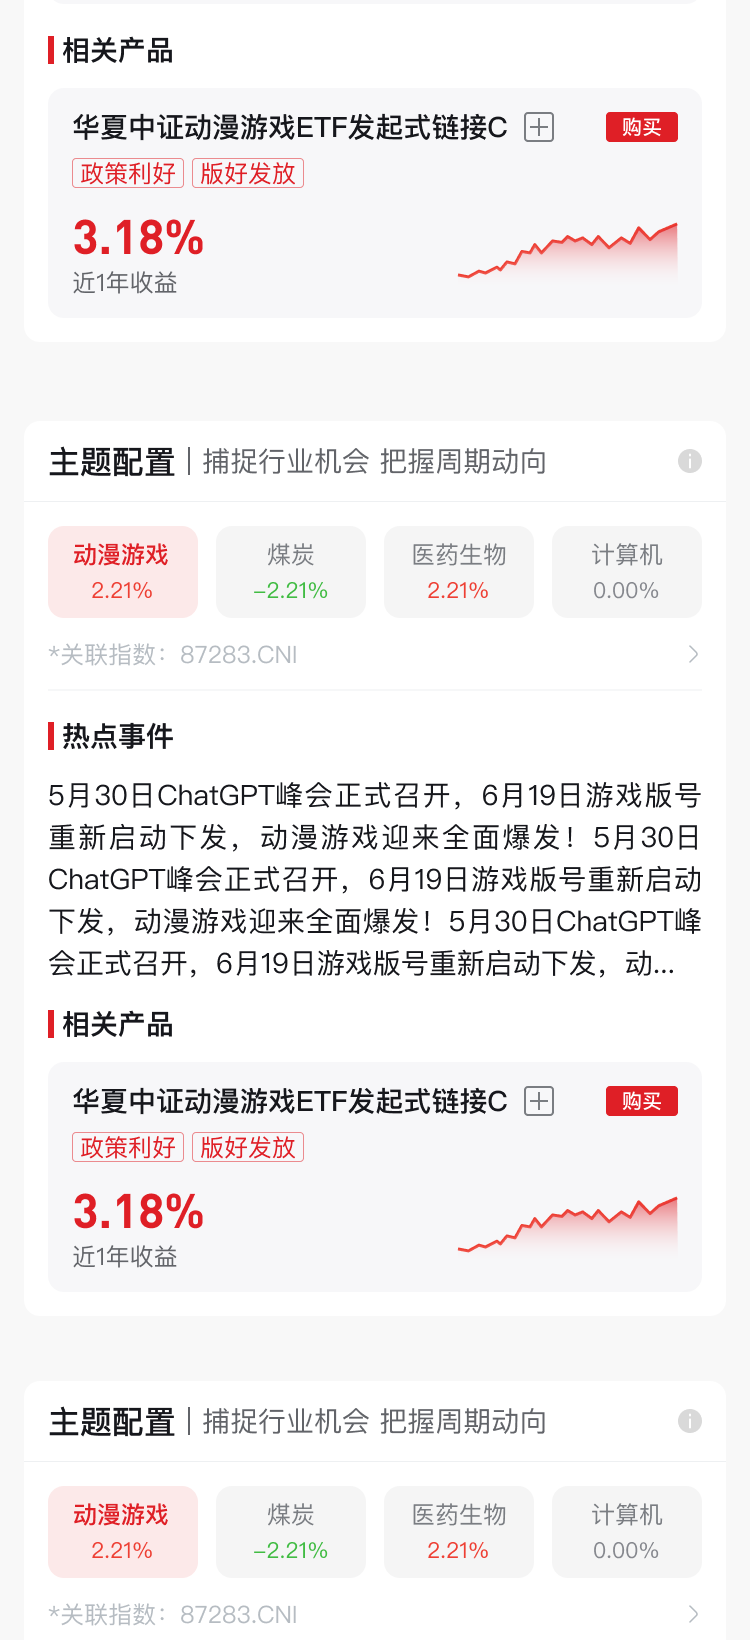 相关产品
华夏中证动漫游戏ETF发起式链接C 购买
政策利好 版好发放
3.18%
近1年收益
主题配置 | 捕捉行业机会 把握周期动向
动漫游戏 煤炭 医药生物 计算机
2.21% -2.21% 2.21% 0.00%
*关联指数：87283.CNI
热点事件
5月30日ChatGPT峰会正式召开，6月19日游戏版号
重新启动下发，动漫游戏迎来全面爆发！5月30日
ChatGPT峰会正式召开，6月19日游戏版号重新启动
下发，动漫游戏迎来全面爆发！5月30日ChatGPT峰
会正式召开，6月19日游戏版号重新启动下发，动...
相关产品
华夏中证动漫游戏ETF发起式链接C 购买
政策利好 版好发放
3.18%
近1年收益
主题配置 | 捕捉行业机会 把握周期动向
动漫游戏 煤炭 医药生物 计算机
2.21% -2.21% 2.21% 0.00%
*关联指数：87283.CNI